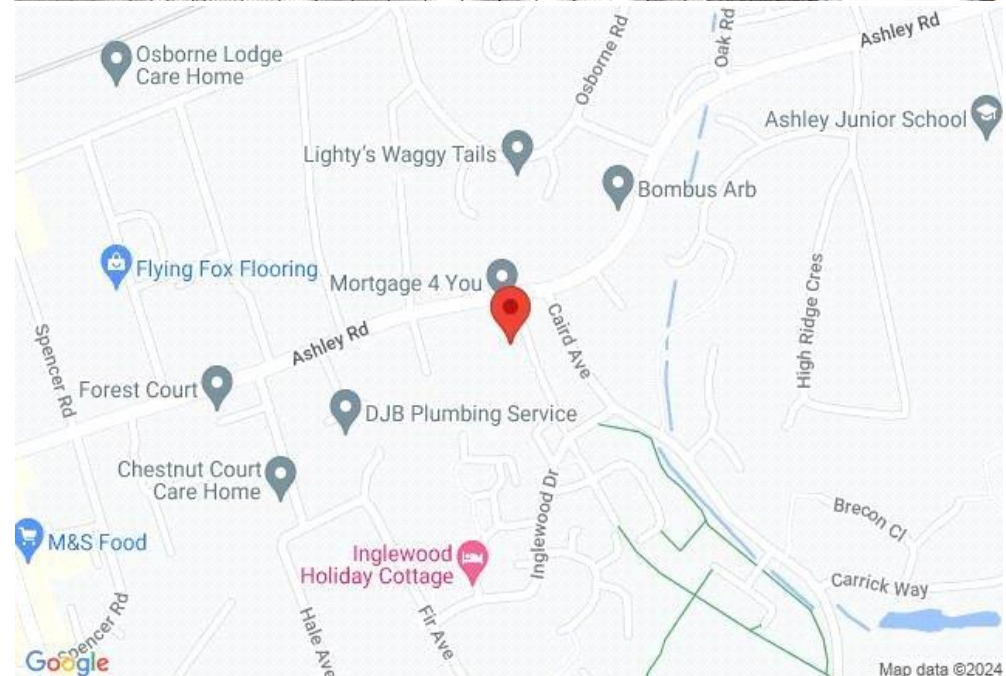 Ashley Rd
Osborne Rd
Oak Rd
Osborne Lodge
Care Home
Ashley Junior School
Lighty's Waggy Tails
Bombus Arb
Flying Fox Flooring
Mortgage 4 You
Ashley Rd
Caird Ave
High Ridge Cres
Spencer Rd
Forest Court
DJB Plumbing Service
Chestnut Court
Care Home
Inglewood Dr
Brecon Cl
M&S Food
Inglewood
Holiday Cottage
Carrick Way
Spencer Rd
Hale Ave
Fir Ave
Google
Map data ©2024